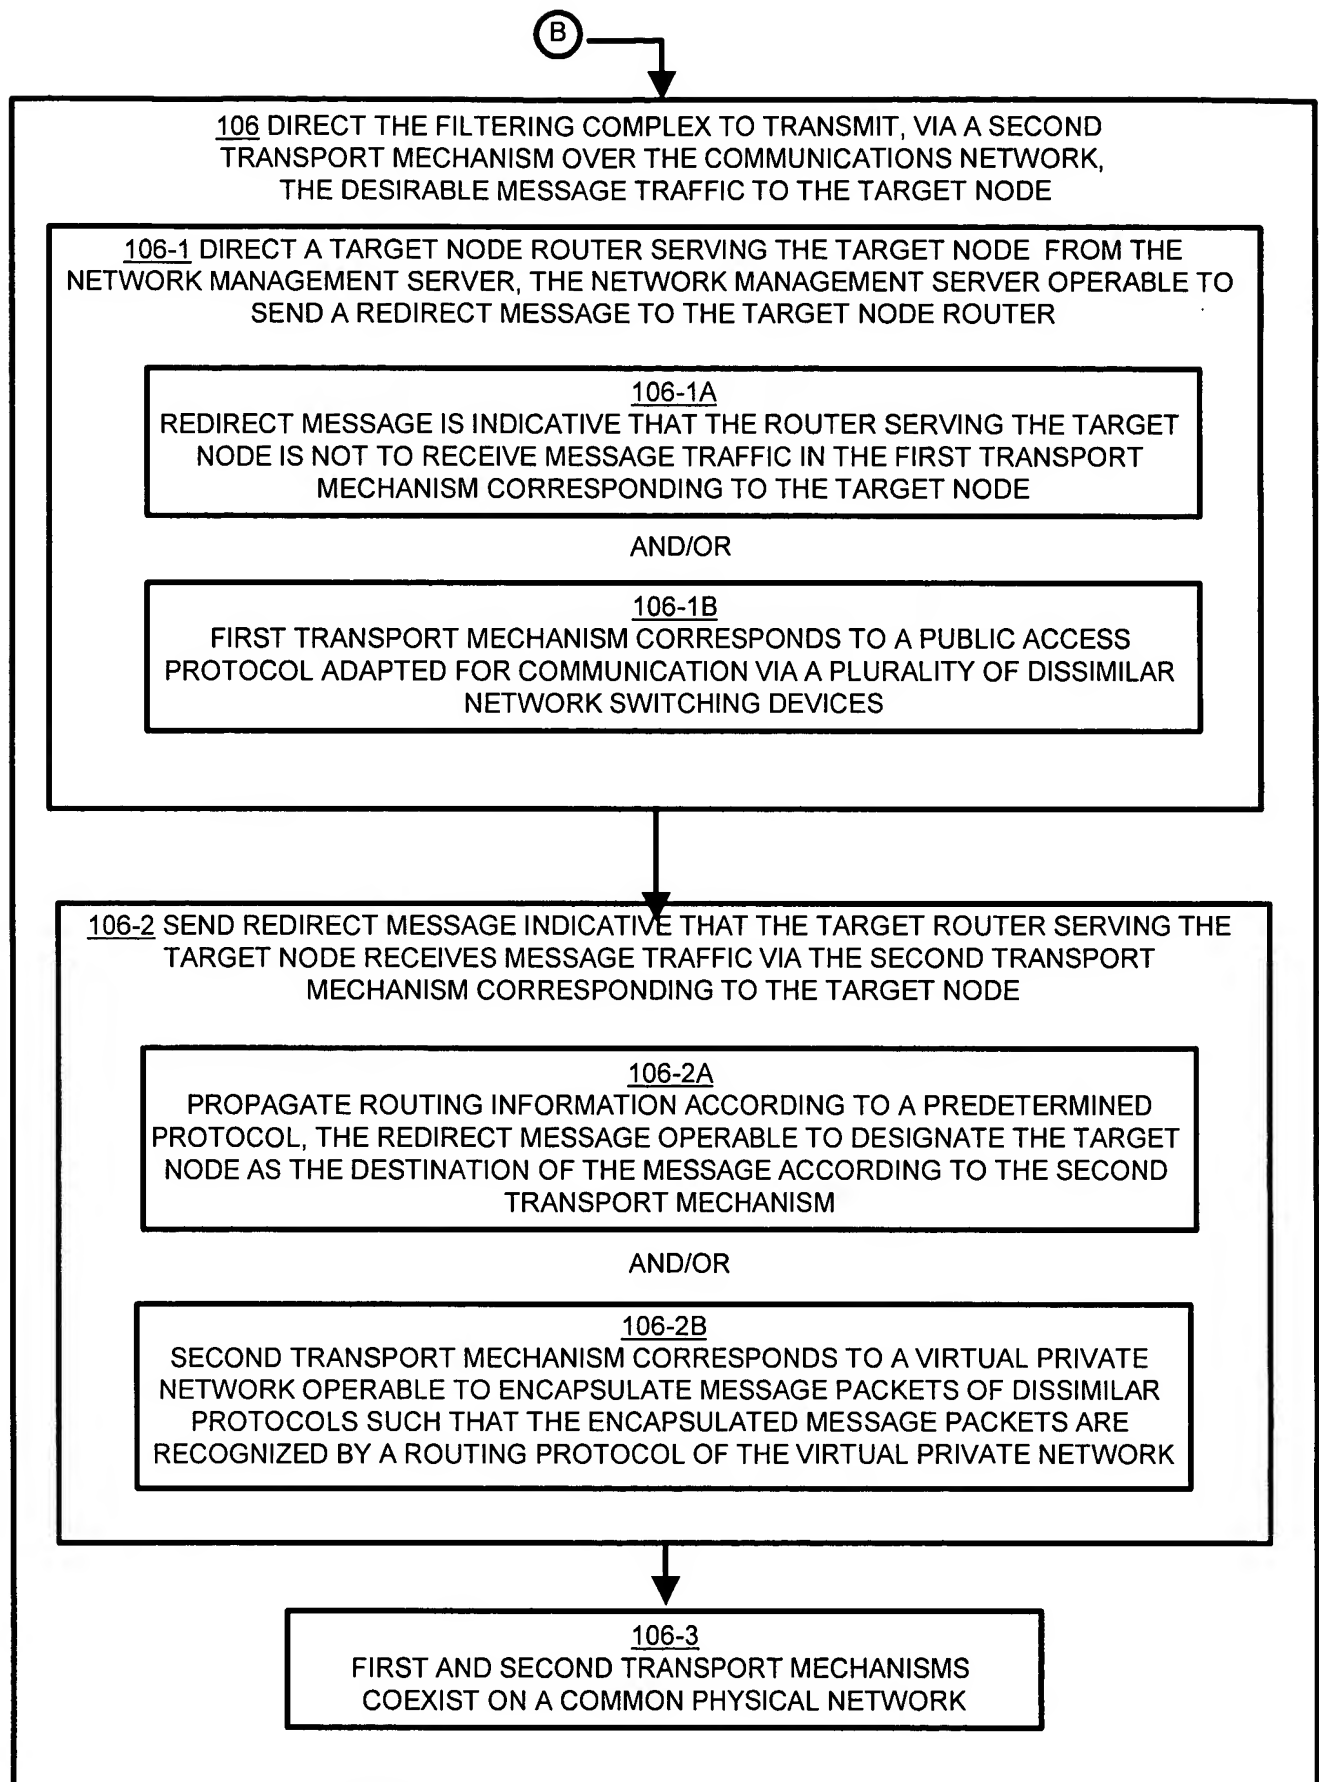 B
106 DIRECT THE FILTERING COMPLEX TO TRANSMIT, VIA A SECOND
TRANSPORT MECHANISM OVER THE COMMUNICATIONS NETWORK,
THE DESIRABLE MESSAGE TRAFFIC TO THE TARGET NODE
106-1 DIRECT A TARGET NODE ROUTER SERVING THE TARGET NODE FROM THE
NETWORK MANAGEMENT SERVER, THE NETWORK MANAGEMENT SERVER OPERABLE TO
SEND A REDIRECT MESSAGE TO THE TARGET NODE ROUTER
106-1A
REDIRECT MESSAGE IS INDICATIVE THAT THE ROUTER SERVING THE TARGET
NODE IS NOT TO RECEIVE MESSAGE TRAFFIC IN THE FIRST TRANSPORT
MECHANISM CORRESPONDING TO THE TARGET NODE
AND/OR
106-1B
FIRST TRANSPORT MECHANISM CORRESPONDS TO A PUBLIC ACCESS
PROTOCOL ADAPTED FOR COMMUNICATION VIA A PLURALITY OF DISSIMILAR
NETWORK SWITCHING DEVICES
106-2 SEND REDIRECT MESSAGE INDICATIVE THAT THE TARGET ROUTER SERVING THE
TARGET NODE RECEIVES MESSAGE TRAFFIC VIA THE SECOND TRANSPORT
MECHANISM CORRESPONDING TO THE TARGET NODE
106-2A
PROPAGATE ROUTING INFORMATION ACCORDING TO A PREDETERMINED
PROTOCOL, THE REDIRECT MESSAGE OPERABLE TO DESIGNATE THE TARGET
NODE AS THE DESTINATION OF THE MESSAGE ACCORDING TO THE SECOND
TRANSPORT MECHANISM
AND/OR
106-2B
SECOND TRANSPORT MECHANISM CORRESPONDS TO A VIRTUAL PRIVATE
NETWORK OPERABLE TO ENCAPSULATE MESSAGE PACKETS OF DISSIMILAR
PROTOCOLS SUCH THAT THE ENCAPSULATED MESSAGE PACKETS ARE
RECOGNIZED BY A ROUTING PROTOCOL OF THE VIRTUAL PRIVATE NETWORK
106-3
FIRST AND SECOND TRANSPORT MECHANISMS
COEXIST ON A COMMON PHYSICAL NETWORK